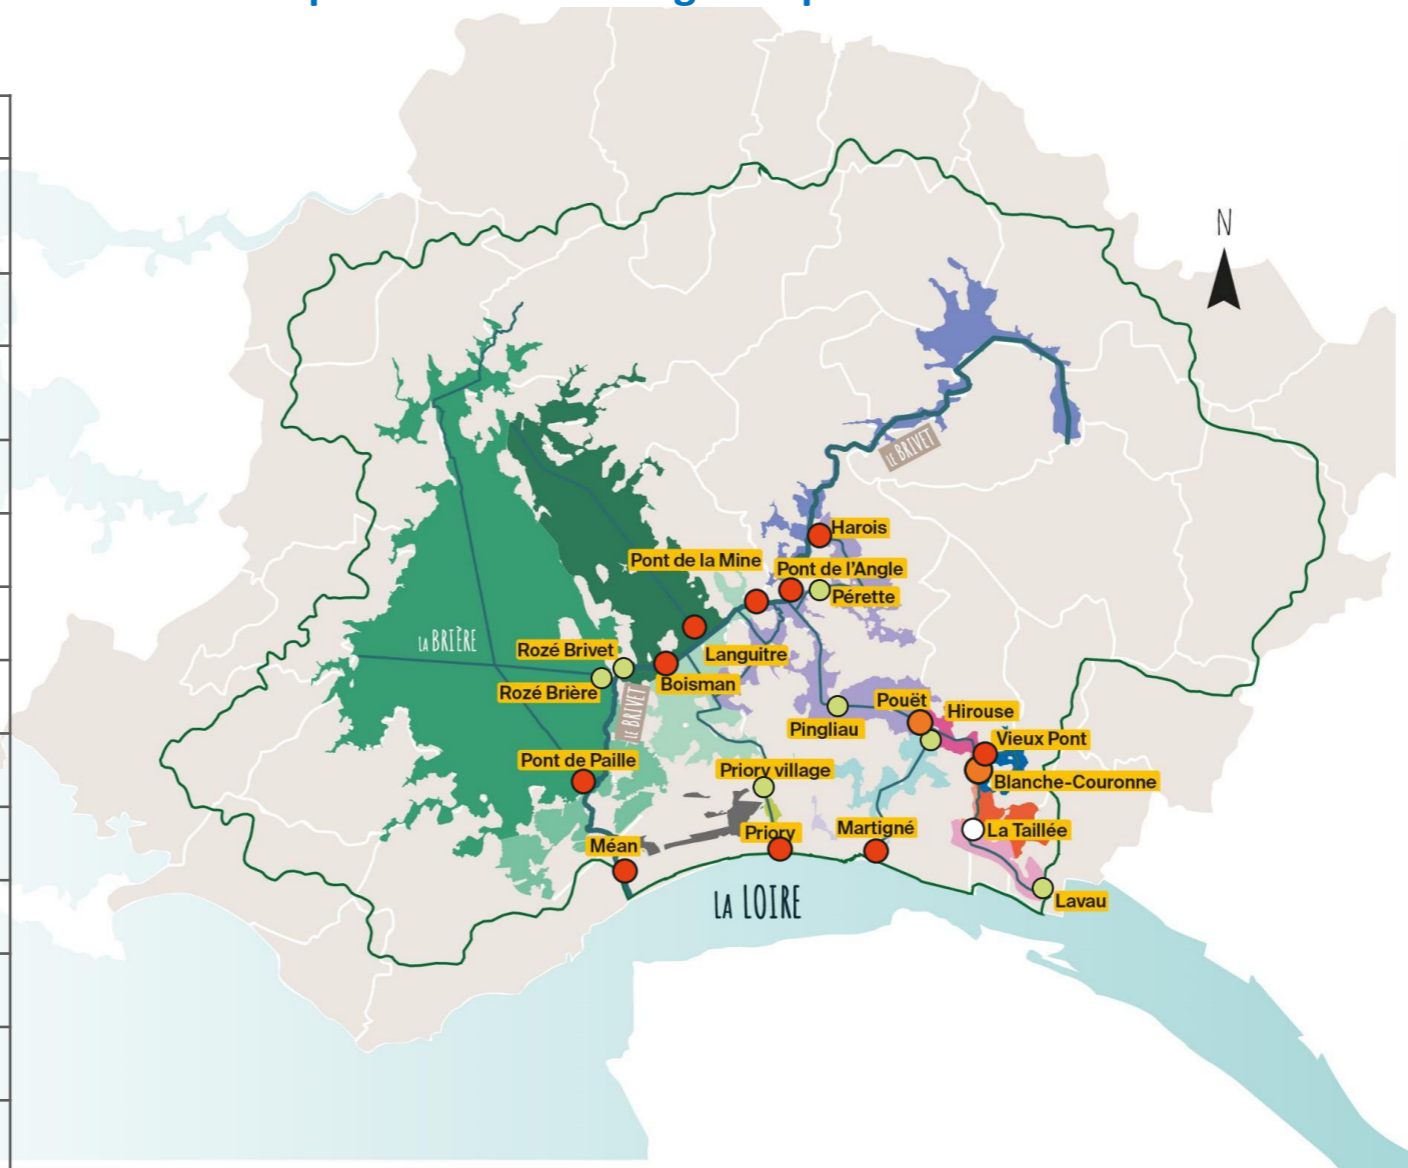 N
LE BRIVET
Harois
Pont de la Mine
Pont de l'Angle
Pérette
LA BRIÈRE
Rozé Brivet
Languitre
Rozé Brière
Boisman
LE BRIVET
Pouët
Hirouse
Pingliau
Vieux Pont
Pont de Paille
Priory village
Blanche-Couronne
Priory
Martigné
La Taillée
Méan
LA LOIRE
Lavau